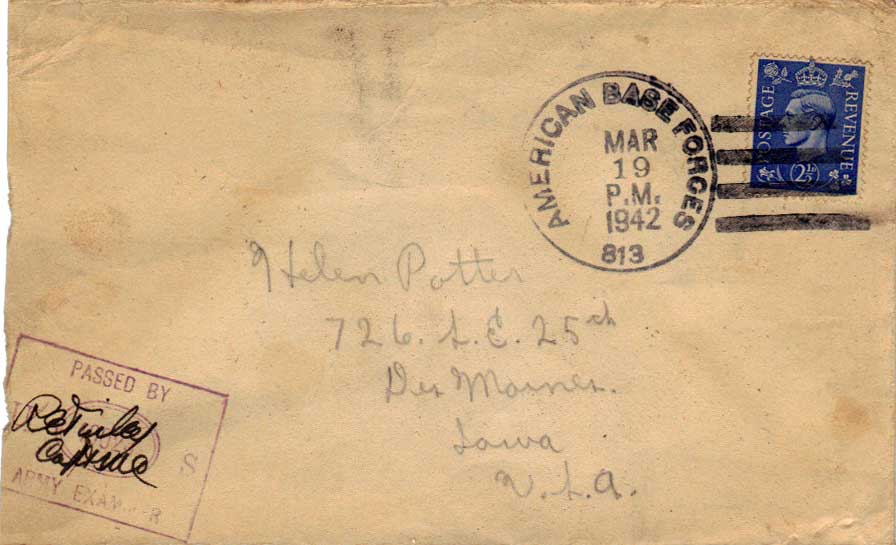 AMERICAN BASE FORCES
MAR
19
P.M.
1942
813
POSTAGE
REVENUE
2½
Helen Potter
726. S.E. 25th
Des Moines.
Iowa
U.S.A.
PASSED BY
S
ARMY EXAMINER